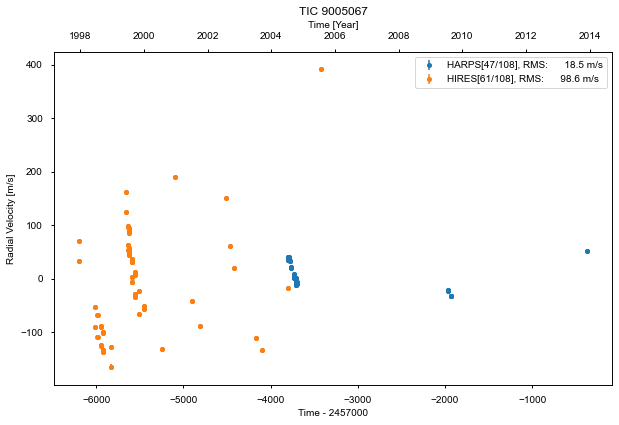 TIC 9005067
Time [Year]
1998 2000 2002 2004 2006 2008 2010 2012 2014
HARPS[47/108], RMS: 18.5 m/s
HIRES[61/108], RMS: 98.6 m/s
Radial Velocity [m/s]
400
300
200
100
0
−100
−6000 −5000 −4000 −3000 −2000 −1000
Time - 2457000